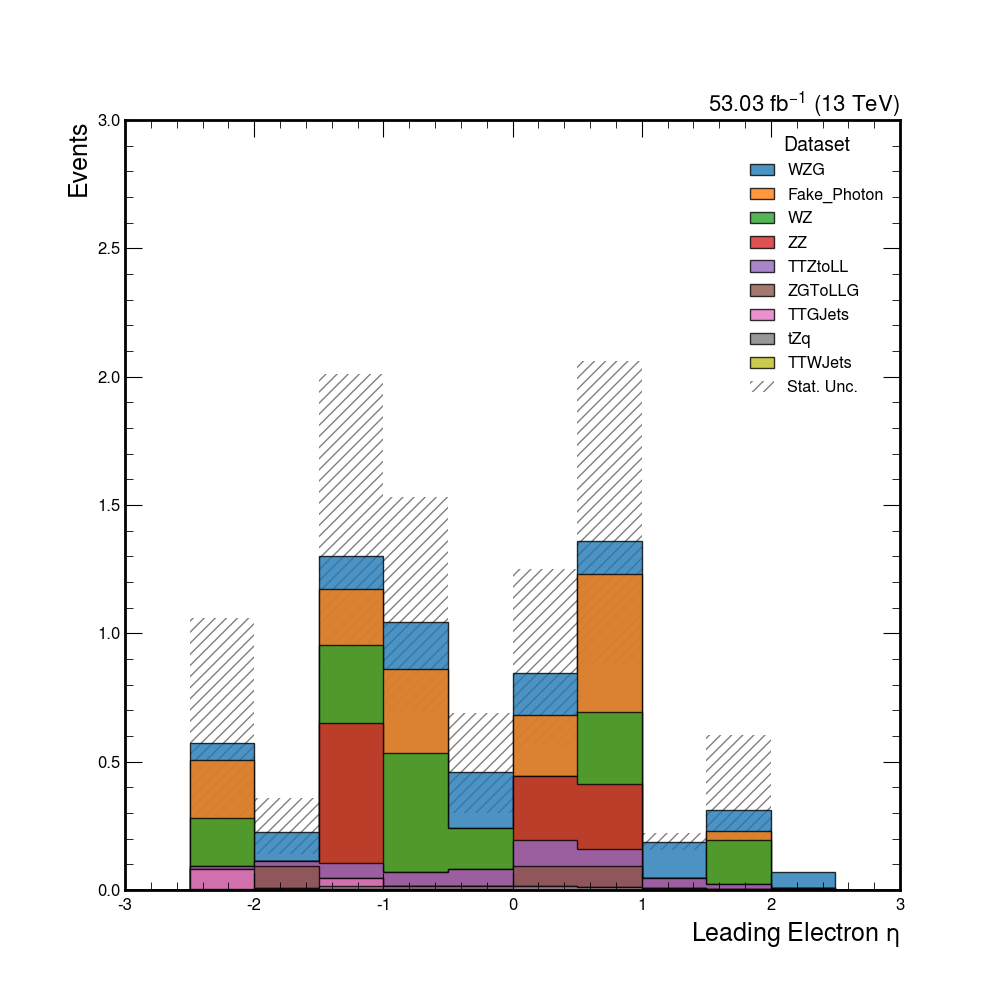 53.03 fb⁻¹ (13 TeV)
Events
3.0
2.5
2.0
1.5
1.0
0.5
0.0
Dataset
WZG
Fake_Photon
WZ
ZZ
TTZtoLL
ZGToLLG
TTGJets
tZq
TTWJets
Stat. Unc.
-3 -2 -1 0 1 2 3
Leading Electron η